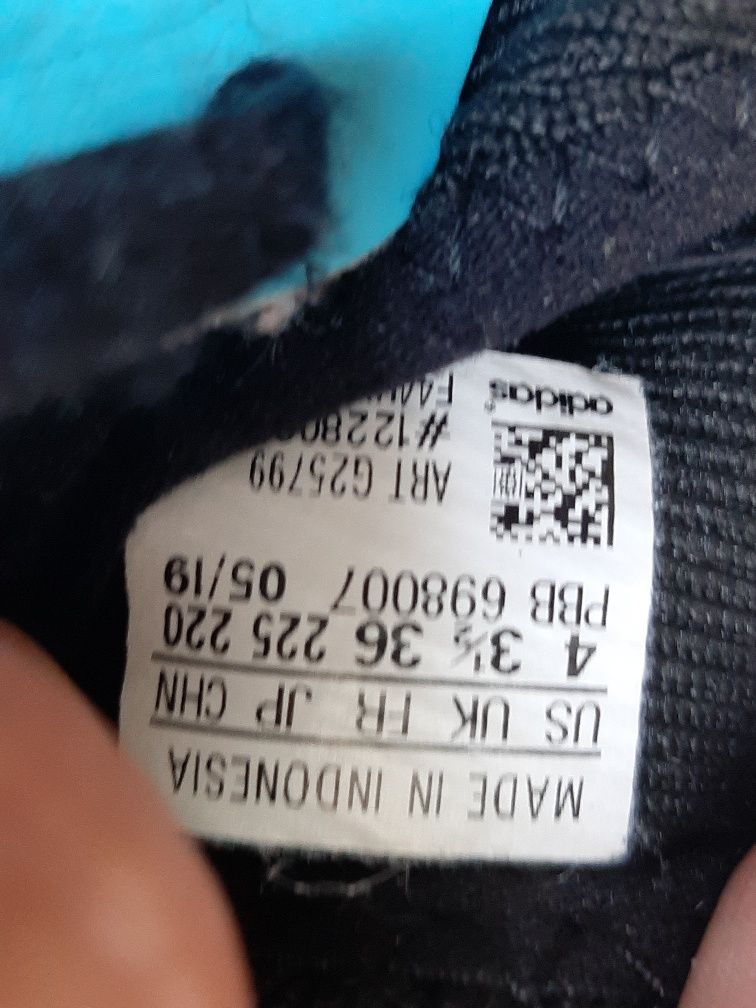 MADE IN INDONESIA
US UK FR JP CHN
4 3½ 36 225 220
PBB 698007 05/19
ART G25799
adidas